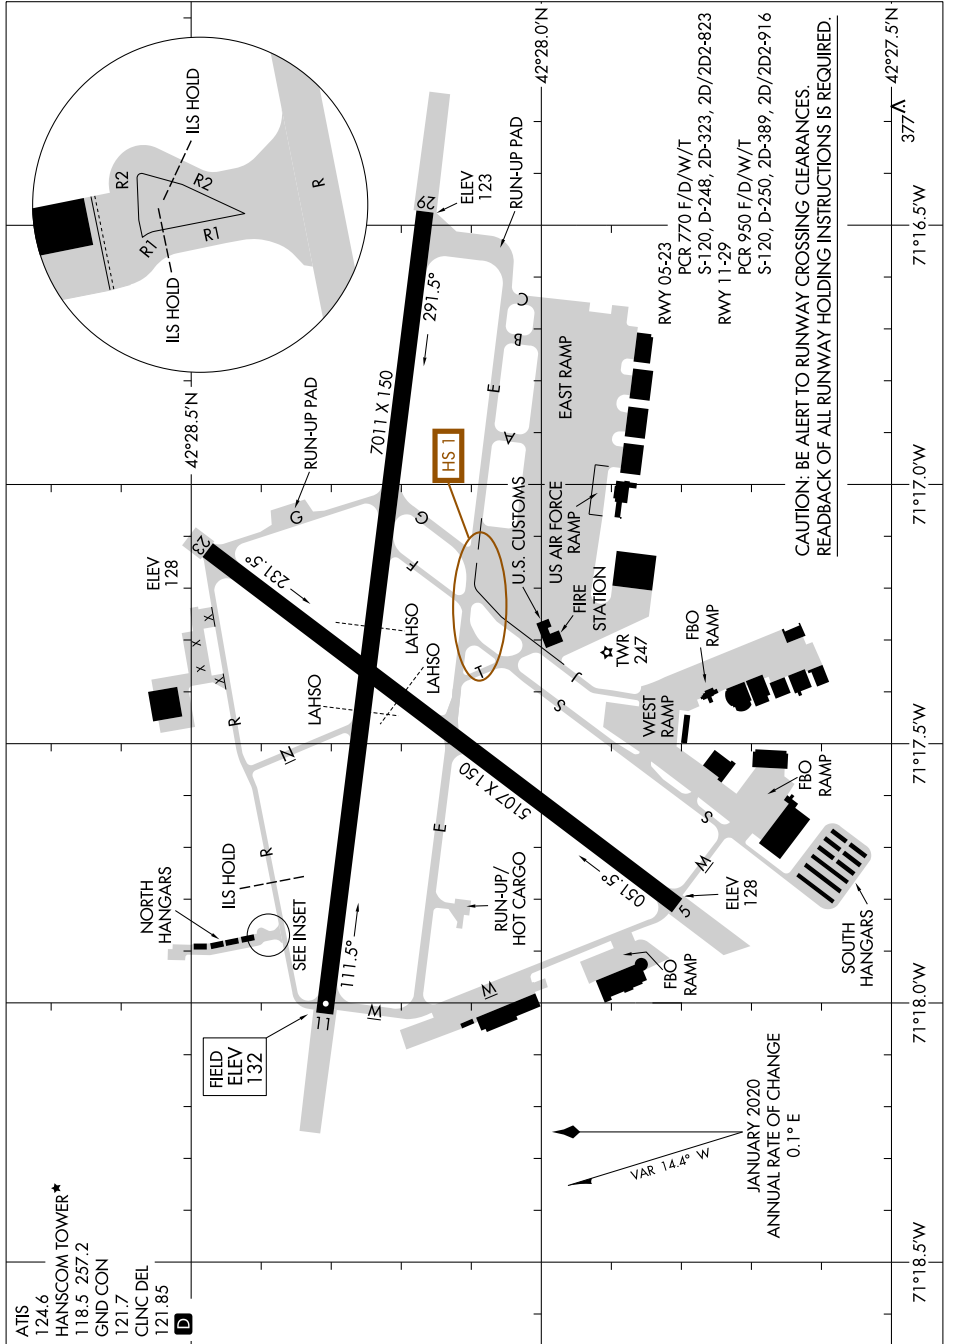 ATIS
124.6
HANSCOM TOWER★
118.5 257.2
GND CON
121.7
CLNC DEL
121.85
D
FIELD
ELEV
132
NORTH
HANGARS
ILS HOLD
SEE INSET
ELEV
128
RUN-UP PAD
ILS HOLD
ILS HOLD
R1
R1
R2
R2
R
42°28.5'N
42°28.0'N
42°27.5'N
11
111.5°
7011 X 150
291.5°
29
ELEV
123
RUN-UP PAD
23
231.5°
5107 X 150
051.5°
5
ELEV
128
LAHSO
LAHSO
LAHSO
HS 1
R
R
N
G
G
F
E
E
A
B
C
T
J
S
S
M
M
M
X
X
X
X
RUN-UP/
HOT CARGO
U.S. CUSTOMS
US AIR FORCE
RAMP
EAST RAMP
FIRE
STATION
TWR
247
FBO
RAMP
WEST
RAMP
FBO
RAMP
FBO
RAMP
SOUTH
HANGARS
RWY 05-23
PCR 770 F/D/W/T
S-120, D-248, 2D-323, 2D/2D2-823
RWY 11-29
PCR 950 F/D/W/T
S-120, D-250, 2D-389, 2D/2D2-916
CAUTION: BE ALERT TO RUNWAY CROSSING CLEARANCES.
READBACK OF ALL RUNWAY HOLDING INSTRUCTIONS IS REQUIRED.
377
VAR 14.4° W
JANUARY 2020
ANNUAL RATE OF CHANGE
0.1° E
71°18.5'W
71°18.0'W
71°17.5'W
71°17.0'W
71°16.5'W